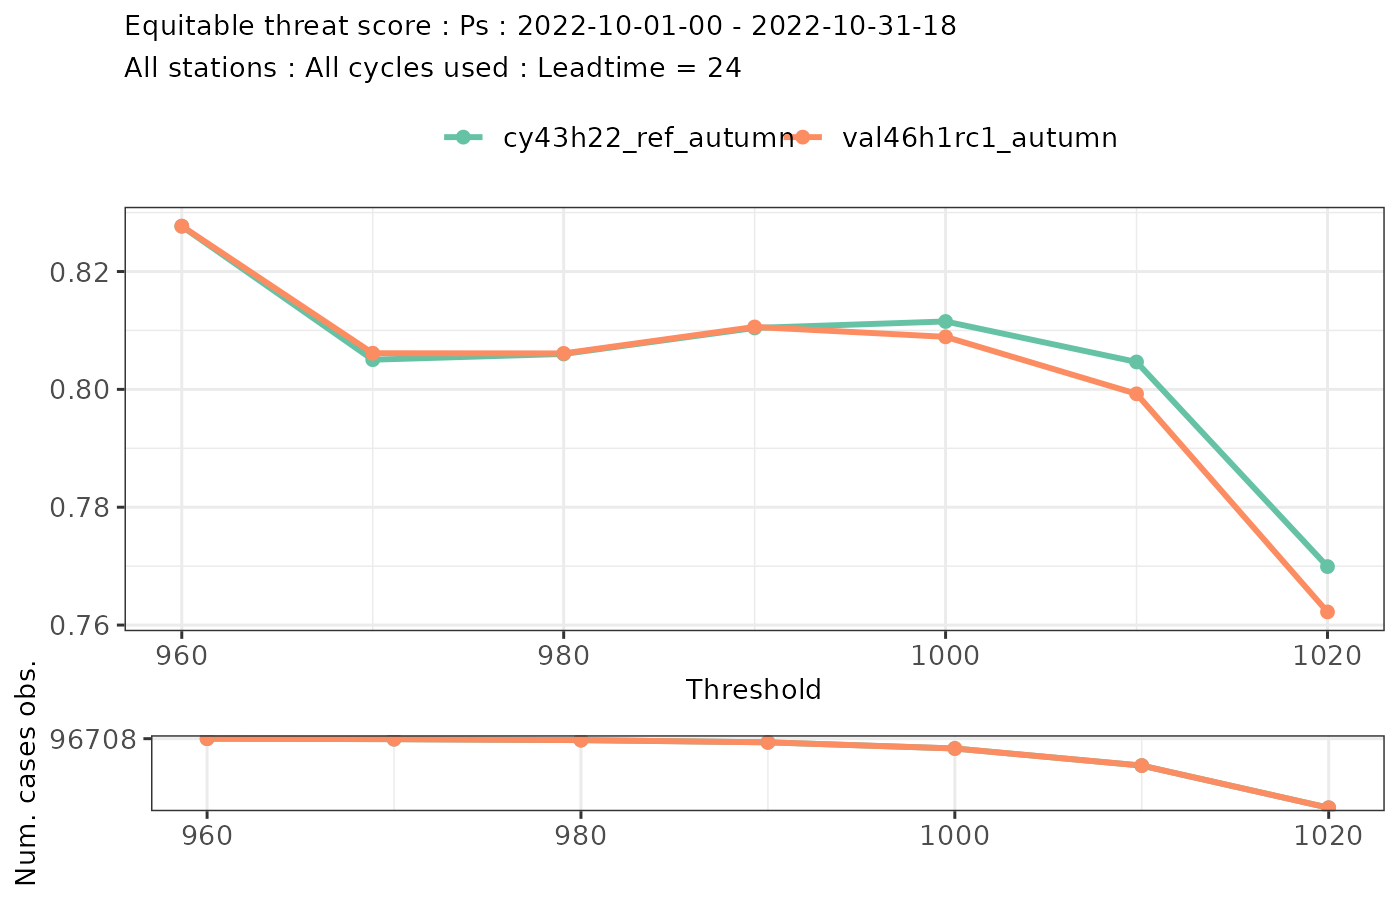 Equitable threat score : Ps : 2022-10-01-00 - 2022-10-31-18
All stations : All cycles used : Leadtime = 24
cy43h22_ref_autumn val46h1rc1_autumn
0.82
0.80
0.78
0.76
960 980 1000 1020
Threshold
Num. cases obs.
96708
960 980 1000 1020